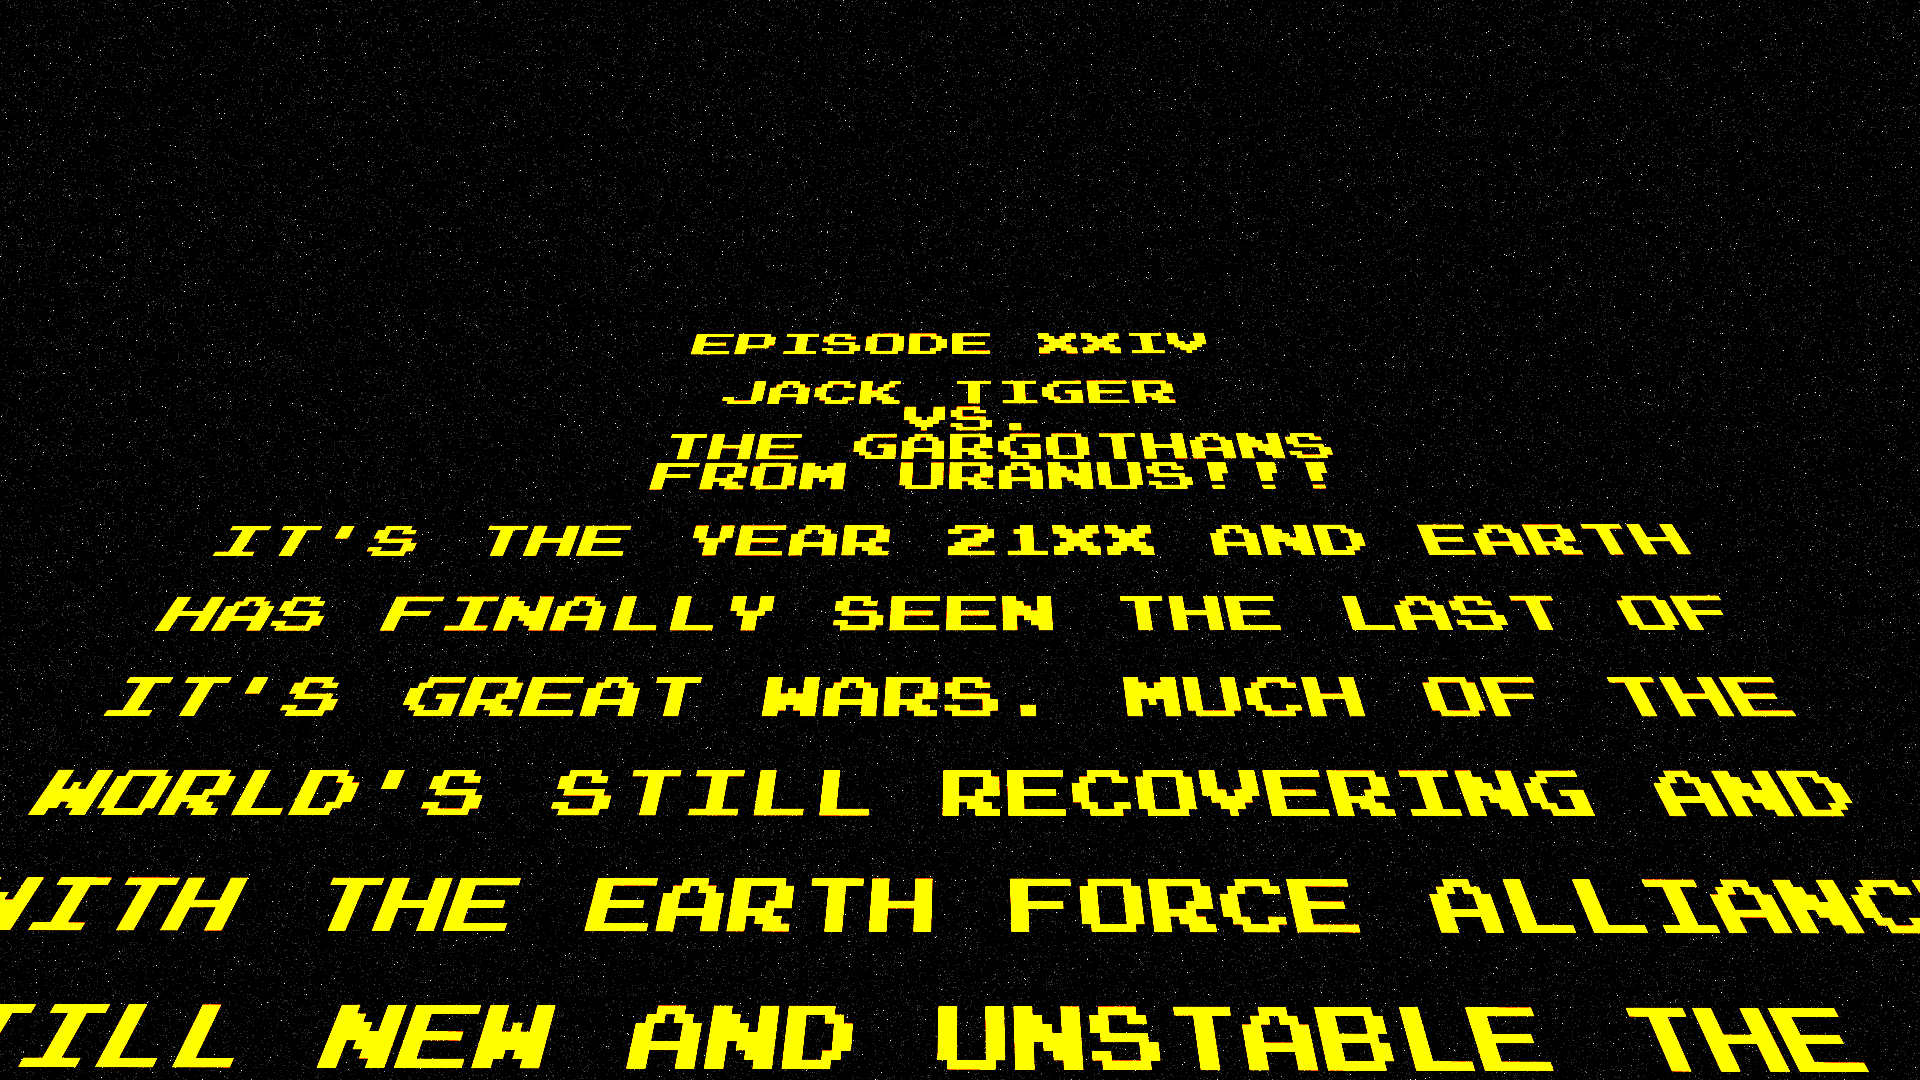 EPISODE XXIV
JACK TIGER
VS.
THE GARGOTHANS
FROM URANUS!!!
IT'S THE YEAR 21XX AND EARTH
HAS FINALLY SEEN THE LAST OF
IT'S GREAT WARS. MUCH OF THE
WORLD'S STILL RECOVERING AND
WITH THE EARTH FORCE ALLIANC
ILL NEW AND UNSTABLE THE